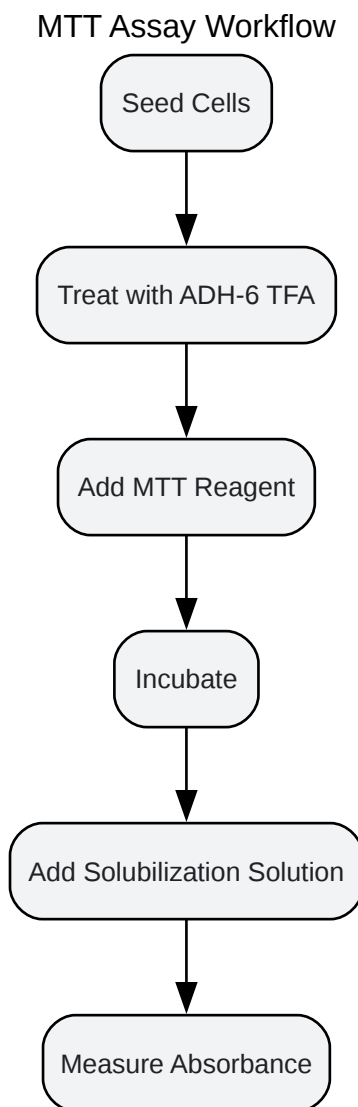 MTT Assay Workflow
Seed Cells
Treat with ADH-6 TFA
Add MTT Reagent
Incubate
Add Solubilization Solution
Measure Absorbance